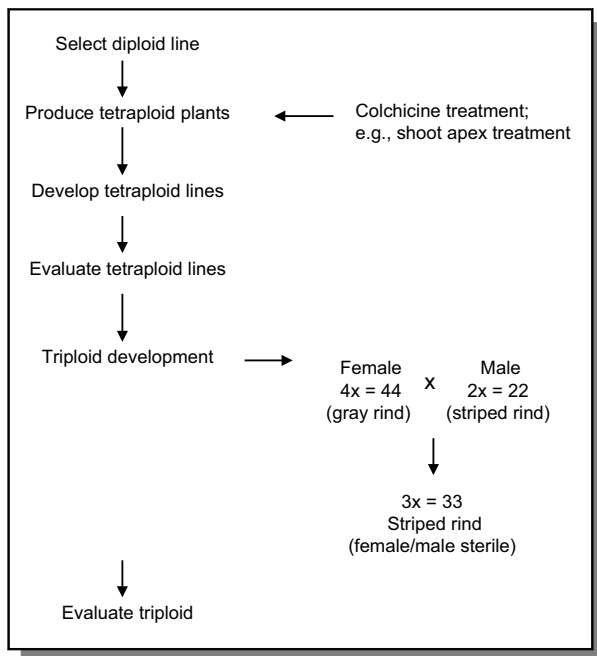 Select diploid line
Produce tetraploid plants
Colchicine treatment;
e.g., shoot apex treatment
Develop tetraploid lines
Evaluate tetraploid lines
Triploid development
Female
4x = 44
(gray rind)
x
Male
2x = 22
(striped rind)
3x = 33
Striped rind
(female/male sterile)
Evaluate triploid